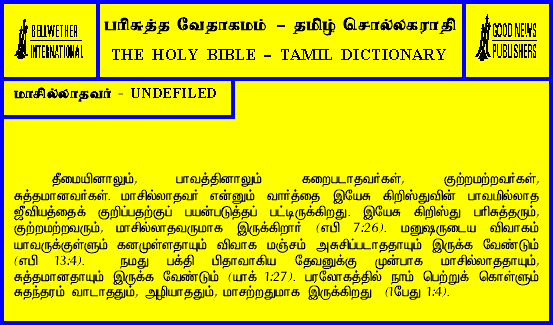 BELLWETHER
INTERNATIONAL
பரிசுத்த வேதாகமம் – தமிழ் சொல்லகராதி
THE HOLY BIBLE – TAMIL DICTIONARY
GOOD NEWS
PUBLISHERS
மாசில்லாதவர் - UNDEFILED
தீமையினாலும், பாவத்தினாலும் கறைபடாதவர்கள், குற்றமற்றவர்கள்,
சுத்தமானவர்கள். மாசில்லாதவர் என்னும் வார்த்தை இயேசு கிறிஸ்துவின் பாவமில்லாத
ஜீவியத்தைக் குறிப்பதற்குப் பயன்படுத்தப் பட்டிருக்கிறது. இயேசு கிறிஸ்து பரிசுத்தரும்,
குற்றமற்றவரும், மாசில்லாதவருமாக இருக்கிறார் (எபி 7:26). மனுஷருடைய விவாகம்
யாவருக்குள்ளும் கனமுள்ளதாயும் விவாக மஞ்சம் அசுசிப்படாததாயும் இருக்க வேண்டும்
(எபி 13:4). நமது பக்தி பிதாவாகிய தேவனுக்கு முன்பாக மாசில்லாததாயும்,
சுத்தமானதாயும் இருக்க வேண்டும் (யாக் 1:27). பரலோகத்தில் நாம் பெற்றுக் கொள்ளும்
சுதந்தரம் வாடாததும், அழியாததும், மாசற்றதுமாக இருக்கிறது (1பேது 1:4).